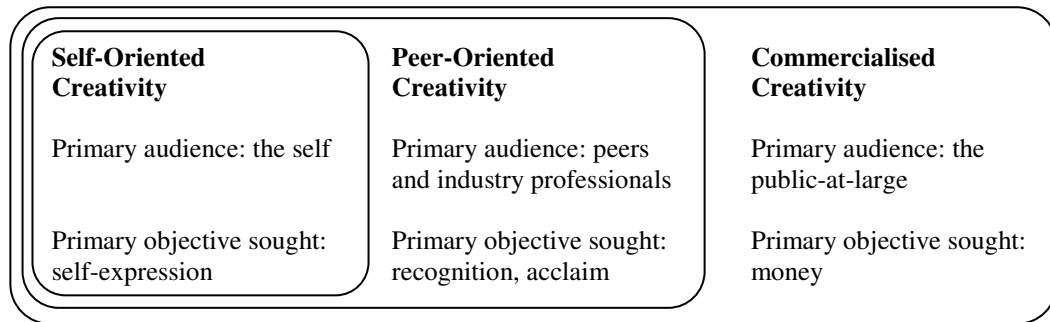 Self-Oriented
Creativity
Primary audience: the self
Primary objective sought:
self-expression
Peer-Oriented
Creativity
Primary audience: peers
and industry professionals
Primary objective sought:
recognition, acclaim
Commercialised
Creativity
Primary audience: the
public-at-large
Primary objective sought:
money